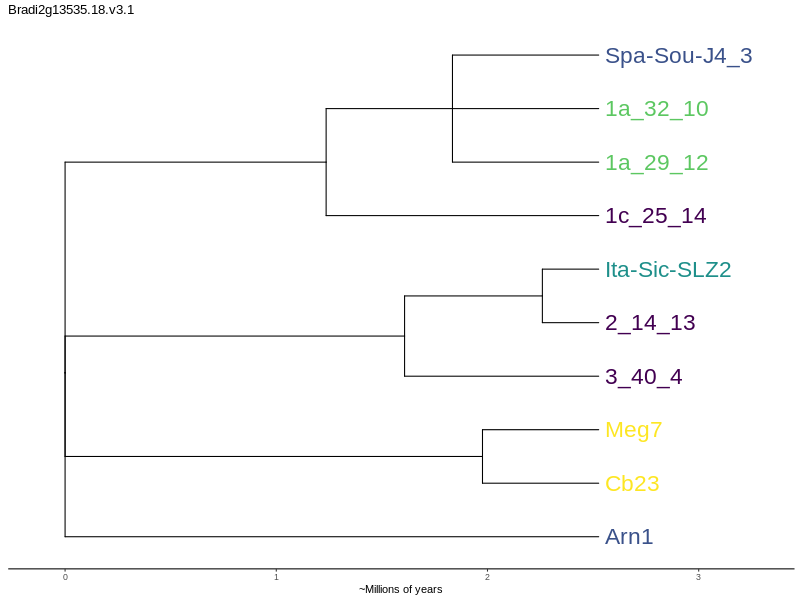 Bradi2g13535.18.v3.1
Spa-Sou-J4_3
1a_32_10
1a_29_12
1c_25_14
Ita-Sic-SLZ2
2_14_13
3_40_4
Meg7
Cb23
Arn1
0 1 2 3
~Millions of years